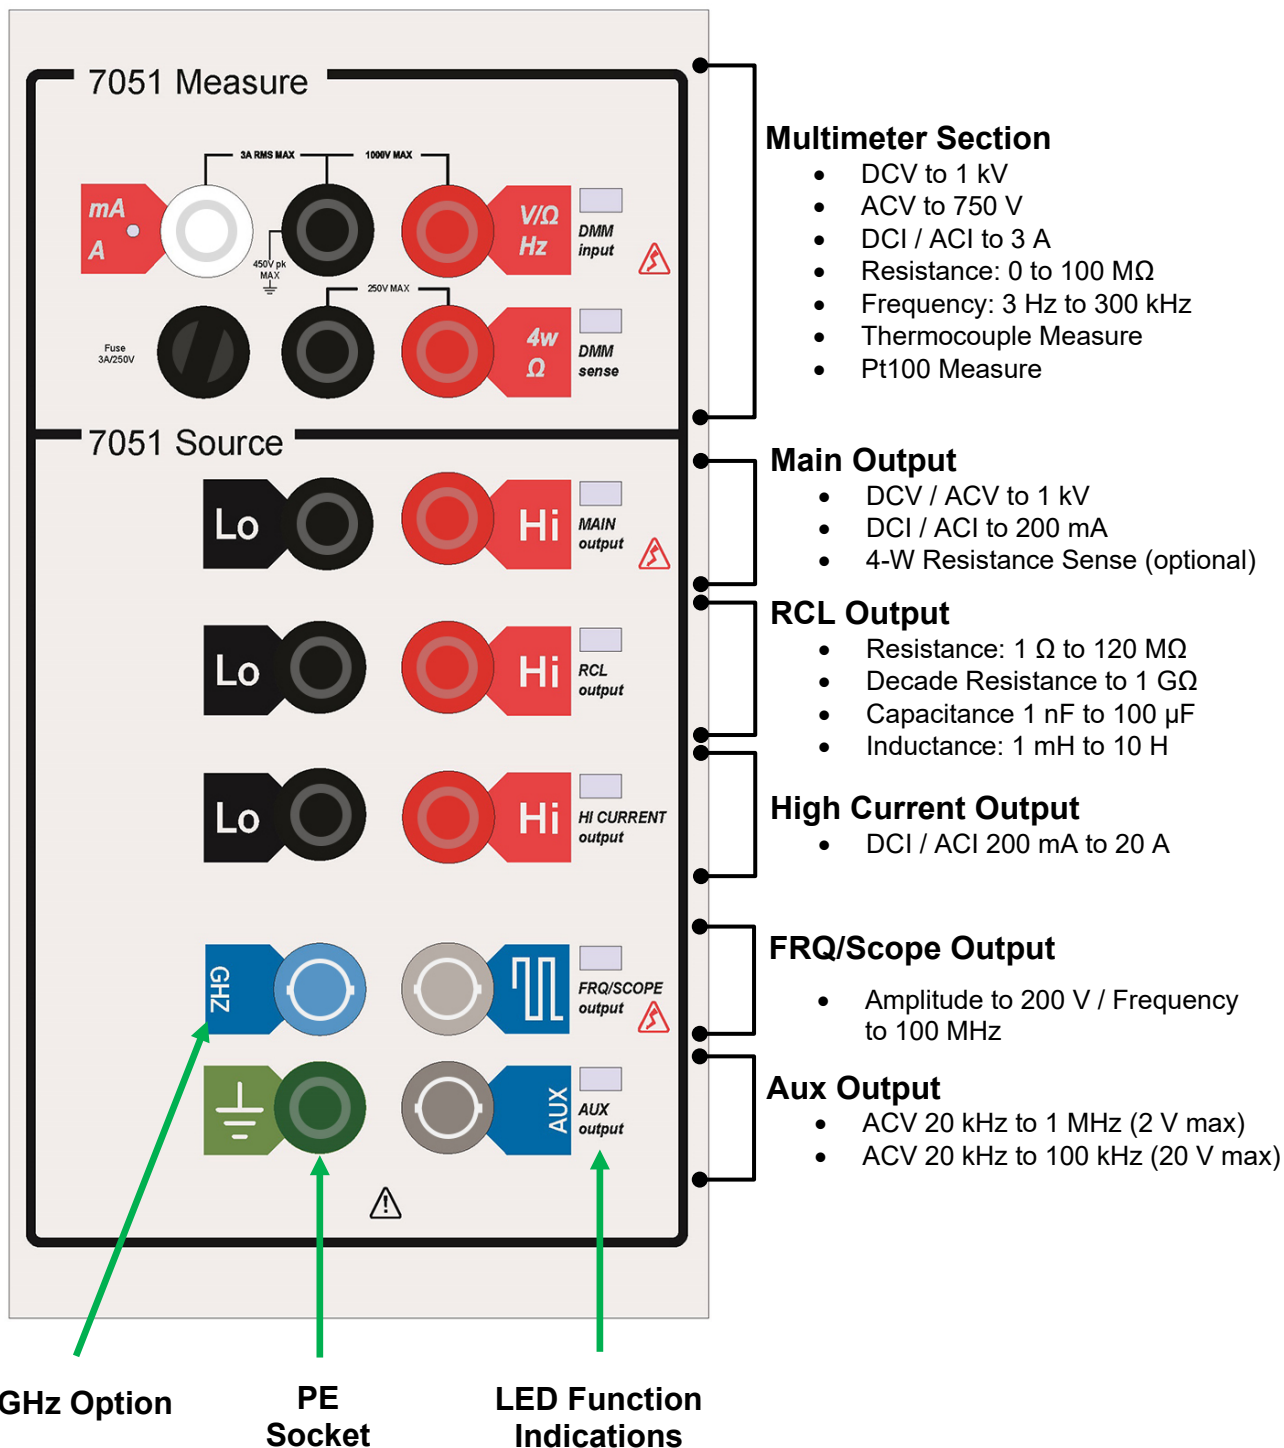 7051 Measure
3A RMS MAX
1000V MAX
mA
A
V/Ω
Hz
DMM
input
450V pk
MAX
250V MAX
Fuse
3A/250V
4w
Ω
DMM
sense
7051 Source
Lo
Hi
MAIN
output
Lo
Hi
RCL
output
Lo
Hi
HI CURRENT
output
GHZ
FRQ/SCOPE
output
AUX
AUX
output
Multimeter Section
• DCV to 1 kV
• ACV to 750 V
• DCI / ACI to 3 A
• Resistance: 0 to 100 MΩ
• Frequency: 3 Hz to 300 kHz
• Thermocouple Measure
• Pt100 Measure
Main Output
• DCV / ACV to 1 kV
• DCI / ACI to 200 mA
• 4-W Resistance Sense (optional)
RCL Output
• Resistance: 1 Ω to 120 MΩ
• Decade Resistance to 1 GΩ
• Capacitance 1 nF to 100 µF
• Inductance: 1 mH to 10 H
High Current Output
• DCI / ACI 200 mA to 20 A
FRQ/Scope Output
• Amplitude to 200 V / Frequency
to 100 MHz
Aux Output
• ACV 20 kHz to 1 MHz (2 V max)
• ACV 20 kHz to 100 kHz (20 V max)
GHz Option
PE
Socket
LED Function
Indications